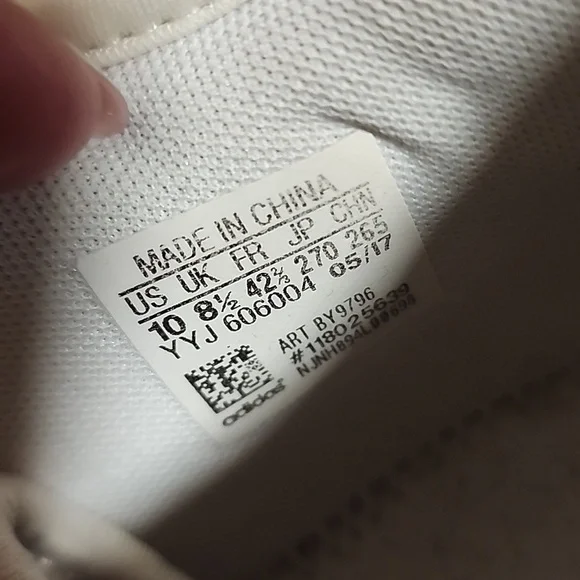 MADE IN CHINA
US UK FR JP CHN
10 8½ 42⅔ 270 265
YYJ 606004 05/17
ART BY9796
#1180256
adidas